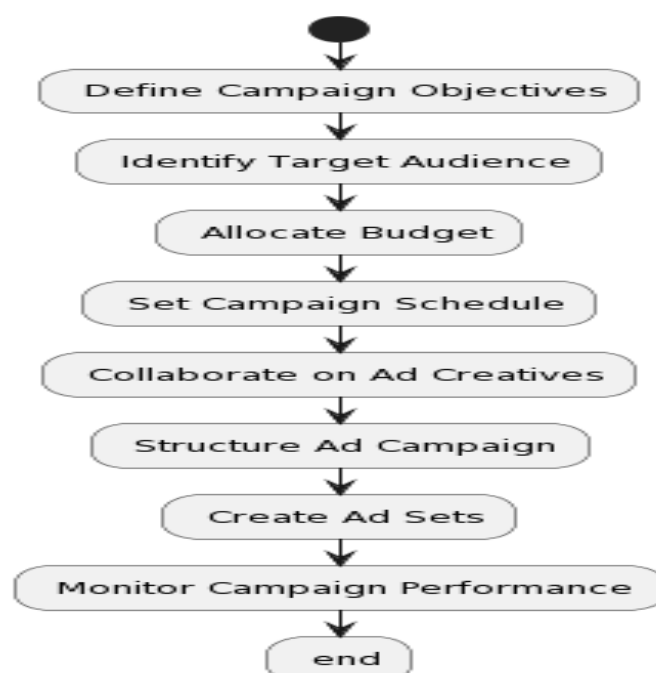 Define Campaign Objectives
Identify Target Audience
Allocate Budget
Set Campaign Schedule
Collaborate on Ad Creatives
Structure Ad Campaign
Create Ad Sets
Monitor Campaign Performance
end